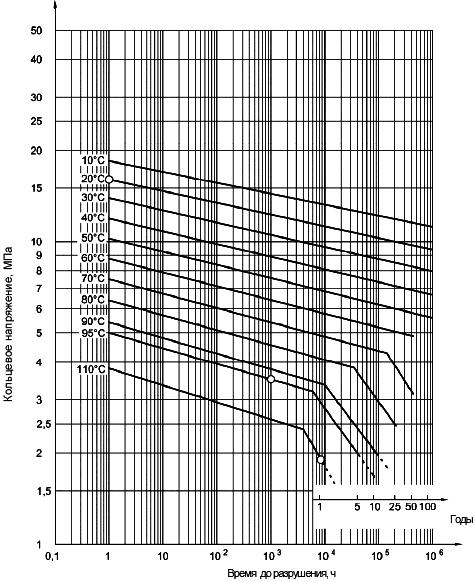 50
40
30
25
20
15
10
9
8
7
6
5
4
3
2,5
2
1,5
1
Кольцевое напряжение, МПа
10°C
20°C
30°C
40°C
50°C
60°C
70°C
80°C
90°C
95°C
110°C
1 5 10 25 50 100
Годы
0,1 1 10 10² 10³ 10⁴ 10⁵ 10⁶
Время до разрушения, ч